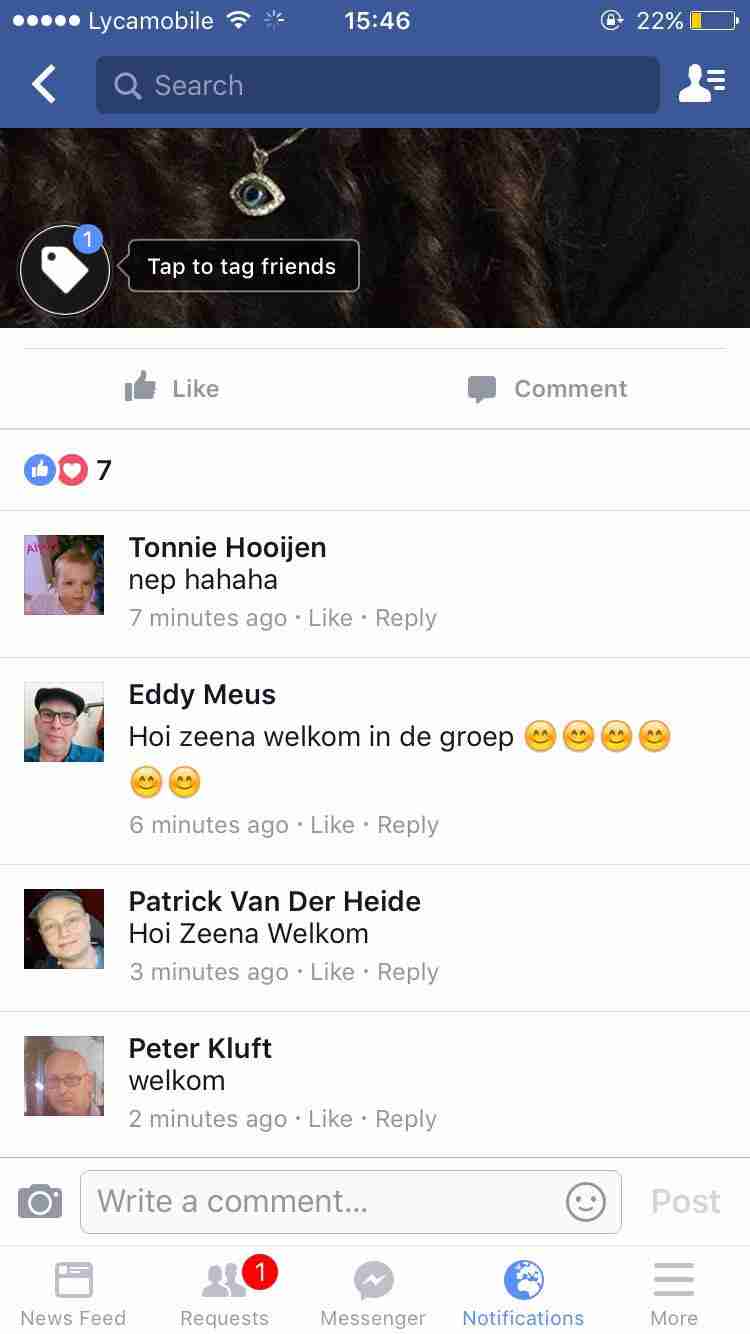 Lycamobile 15:46 22%
Search
1
Tap to tag friends
Like Comment
7
Tonnie Hooijen
nep hahaha
7 minutes ago · Like · Reply
Eddy Meus
Hoi zeena welkom in de groep 😊😊😊😊
😊😊
6 minutes ago · Like · Reply
Patrick Van Der Heide
Hoi Zeena Welkom
3 minutes ago · Like · Reply
Peter Kluft
welkom
2 minutes ago · Like · Reply
Write a comment... Post
1
News Feed Requests Messenger Notifications More